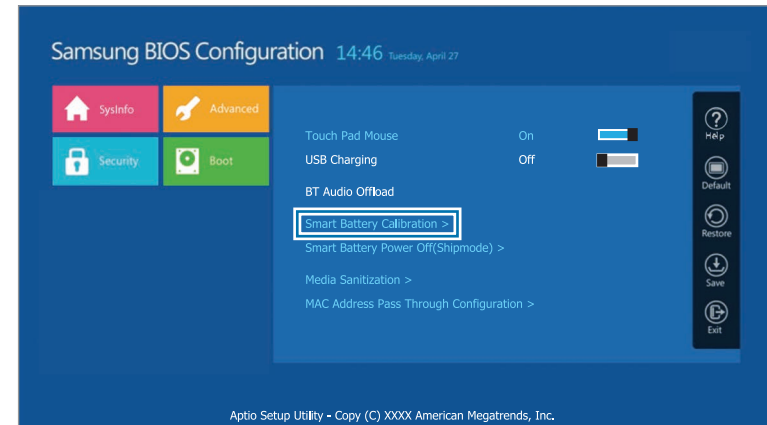 Samsung BIOS Configuration 14:46 Tuesday, April 27
SysInfo Advanced
Security Boot
Touch Pad Mouse On
USB Charging Off
BT Audio Offload
Smart Battery Calibration >
Smart Battery Power Off(Shipmode) >
Media Sanitization >
MAC Address Pass Through Configuration >
Help
Default
Restore
Save
Exit
Aptio Setup Utility - Copy (C) XXXX American Megatrends, Inc.